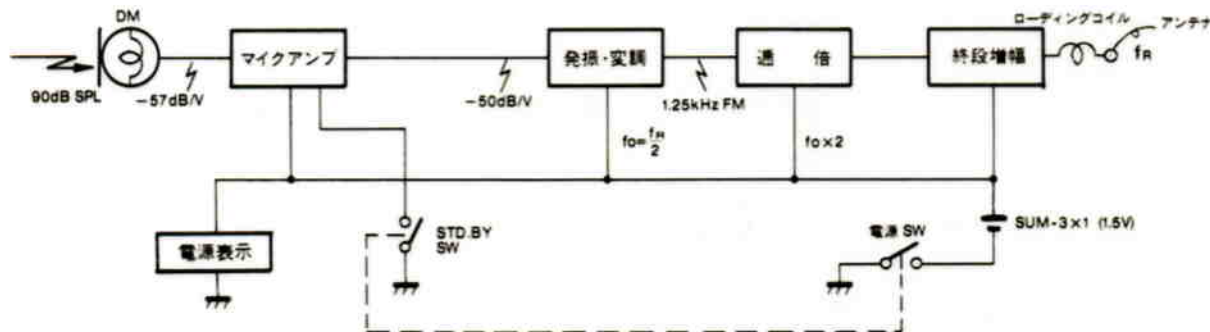 DM
ローディングコイル
アンテナ
マイクアンプ
発振・変調
逓 倍
終段増幅
fR
90dB SPL
−57dB/V
−50dB/V
1.25kHz FM
fo=fR/2
fo×2
電源表示
STD.BY
SW
電源 SW
SUM-3×1 (1.5V)